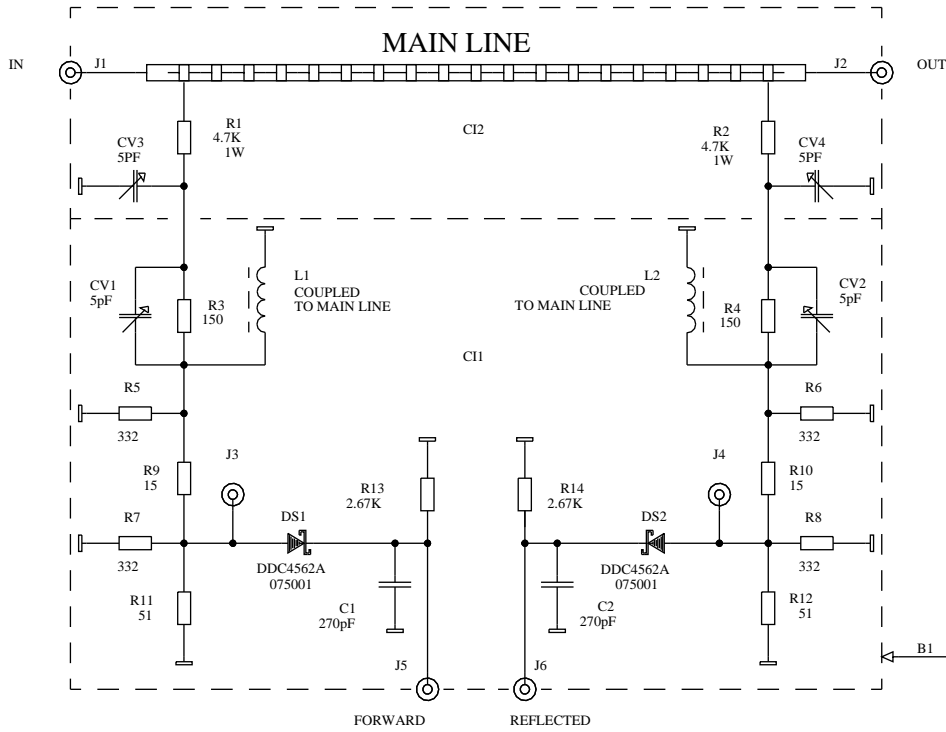 MAIN LINE
IN
J1
J2
OUT
R1
4.7K
1W
CI2
R2
4.7K
1W
CV3
5PF
CV4
5PF
CV1
5pF
R3
150
L1
COUPLED
TO MAIN LINE
L2
COUPLED
TO MAIN LINE
R4
150
CV2
5pF
CI1
R5
332
R6
332
R9
15
J3
R13
2.67K
R14
2.67K
J4
R10
15
R7
332
DS1
DDC4562A
075001
DS2
DDC4562A
075001
R8
332
R11
51
C1
270pF
C2
270pF
R12
51
J5
J6
B1
FORWARD
REFLECTED